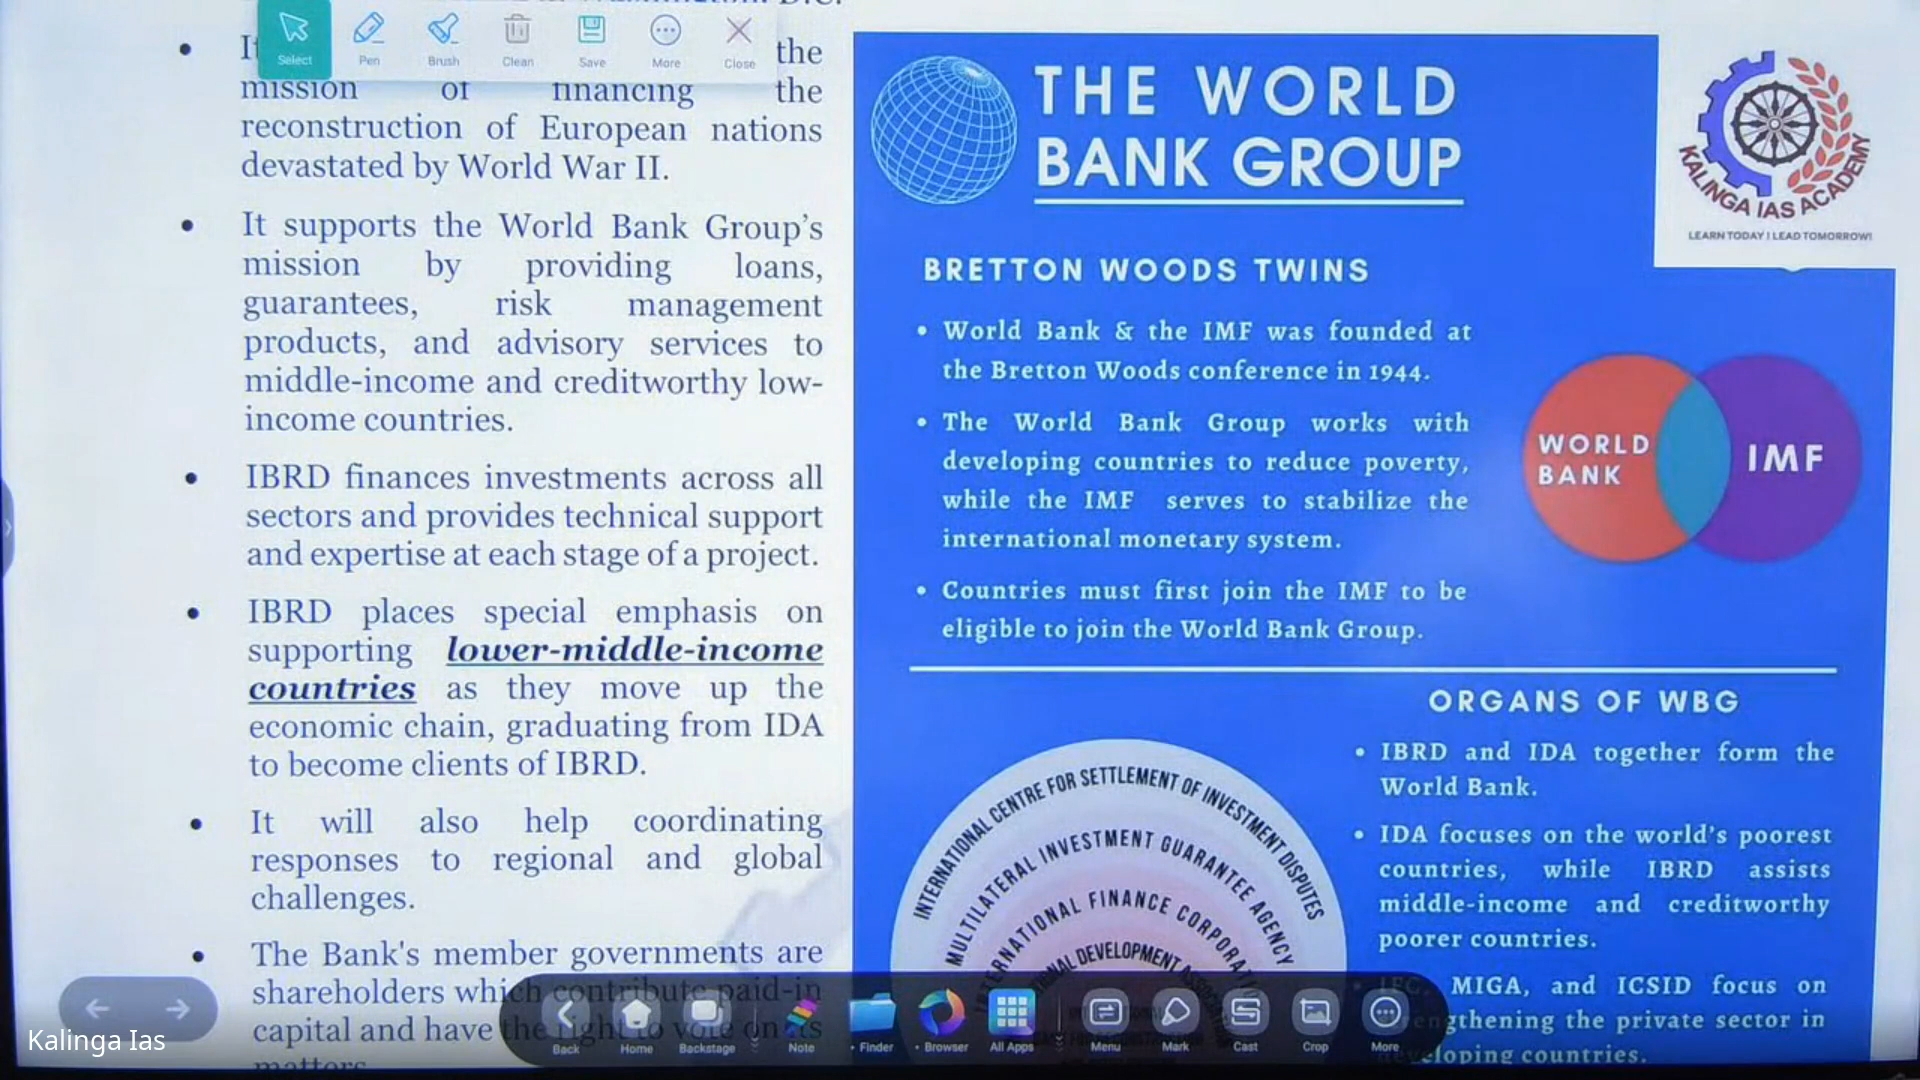 Select
Pen
Brush
Clean
Save
More
Close
the
mission of financing the
reconstruction of European nations
devastated by World War II.
It supports the World Bank Group's
mission by providing loans,
guarantees, risk management
products, and advisory services to
middle-income and creditworthy low-
income countries.
IBRD finances investments across all
sectors and provides technical support
and expertise at each stage of a project.
IBRD places special emphasis on
supporting lower-middle-income
countries as they move up the
economic chain, graduating from IDA
to become clients of IBRD.
It will also help coordinating
responses to regional and global
challenges.
The Bank's member governments are
shareholders which contribute paid-in
capital and have the right to vote on its
matters.
THE WORLD
BANK GROUP
KALINGA IAS ACADEMY
LEARN TODAY | LEAD TOMORROW!
BRETTON WOODS TWINS
• World Bank & the IMF was founded at
the Bretton Woods conference in 1944.
• The World Bank Group works with
developing countries to reduce poverty,
while the IMF serves to stabilize the
international monetary system.
• Countries must first join the IMF to be
eligible to join the World Bank Group.
WORLD
BANK
IMF
ORGANS OF WBG
• IBRD and IDA together form the
World Bank.
• IDA focuses on the world's poorest
countries, while IBRD assists
middle-income and creditworthy
poorer countries.
MIGA, and ICSID focus on
the private sector in
countries.
INTERNATIONAL CENTRE FOR SETTLEMENT OF INVESTMENT DISPUTES
MULTILATERAL INVESTMENT GUARANTEE AGENCY
INTERNATIONAL FINANCE
DEVELOPMENT
Back
Home
Backstage
Note
• Finder
• Browser
All Apps
Menu
Mark
Cast
Crop
More
Kalinga Ias